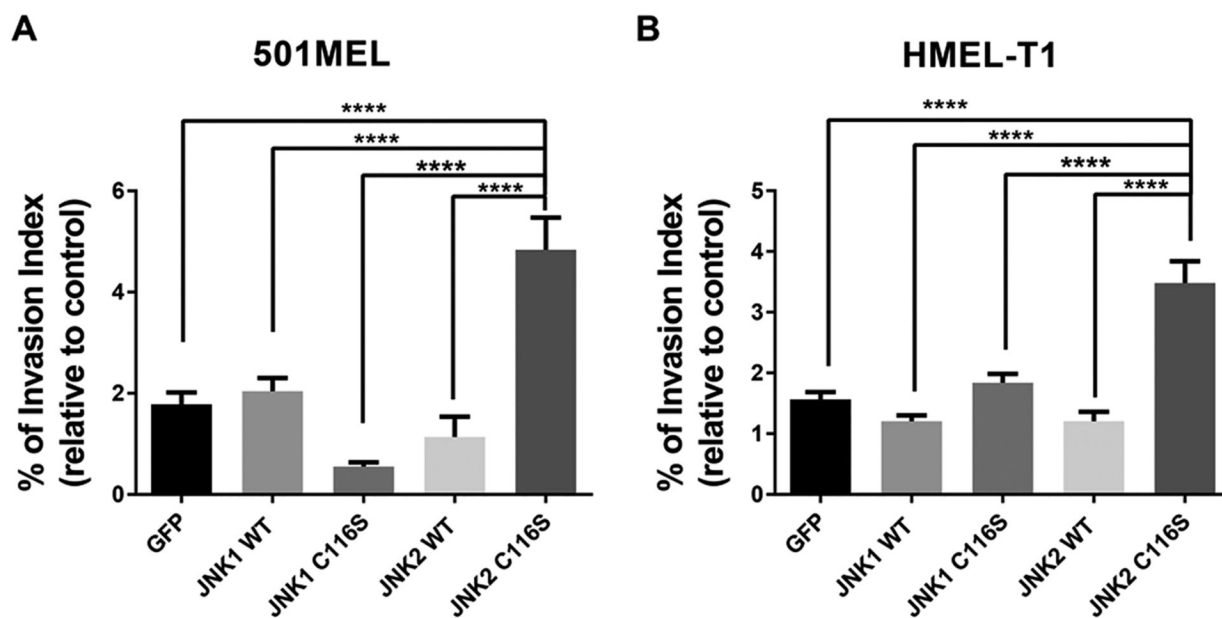 A
501MEL
****
****
****
****
% of Invasion Index
(relative to control)
6
4
2
0
GFP
JNK1 WT
JNK1 C116S
JNK2 WT
JNK2 C116S
B
HMEL-T1
****
****
****
****
% of Invasion Index
(relative to control)
5
4
3
2
1
0
GFP
JNK1 WT
JNK1 C116S
JNK2 WT
JNK2 C116S